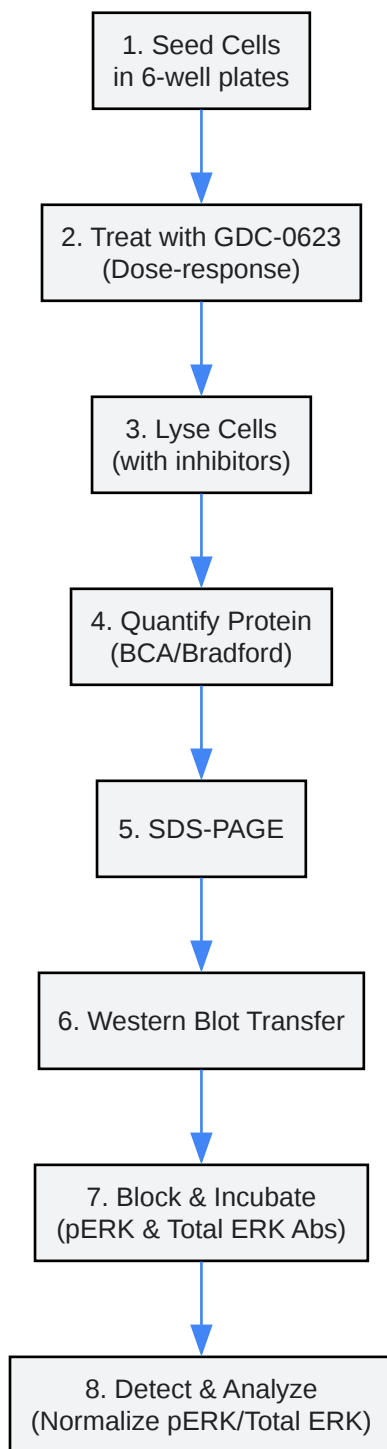 1. Seed Cells
in 6-well plates
2. Treat with GDC-0623
(Dose-response)
3. Lyse Cells
(with inhibitors)
4. Quantify Protein
(BCA/Bradford)
5. SDS-PAGE
6. Western Blot Transfer
7. Block & Incubate
(pERK & Total ERK Abs)
8. Detect & Analyze
(Normalize pERK/Total ERK)